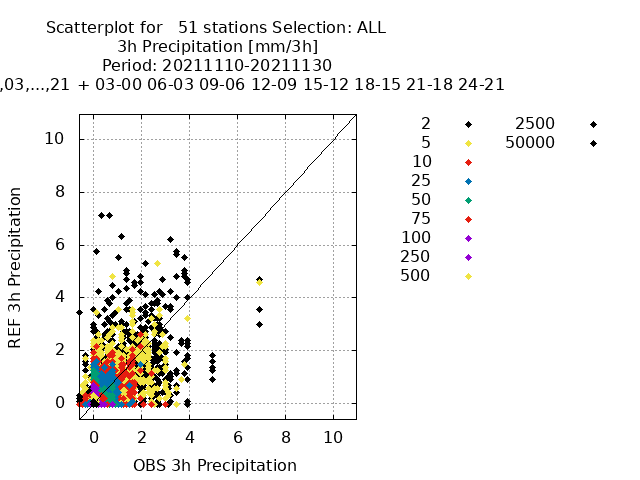 Scatterplot for 51 stations Selection: ALL
3h Precipitation [mm/3h]
Period: 20211110-20211130
,03,...,21 + 03-00 06-03 09-06 12-09 15-12 18-15 21-18 24-21
10
8
6
4
2
0
REF 3h Precipitation
0 2 4 6 8 10
OBS 3h Precipitation
2
5
10
25
50
75
100
250
500
2500
50000